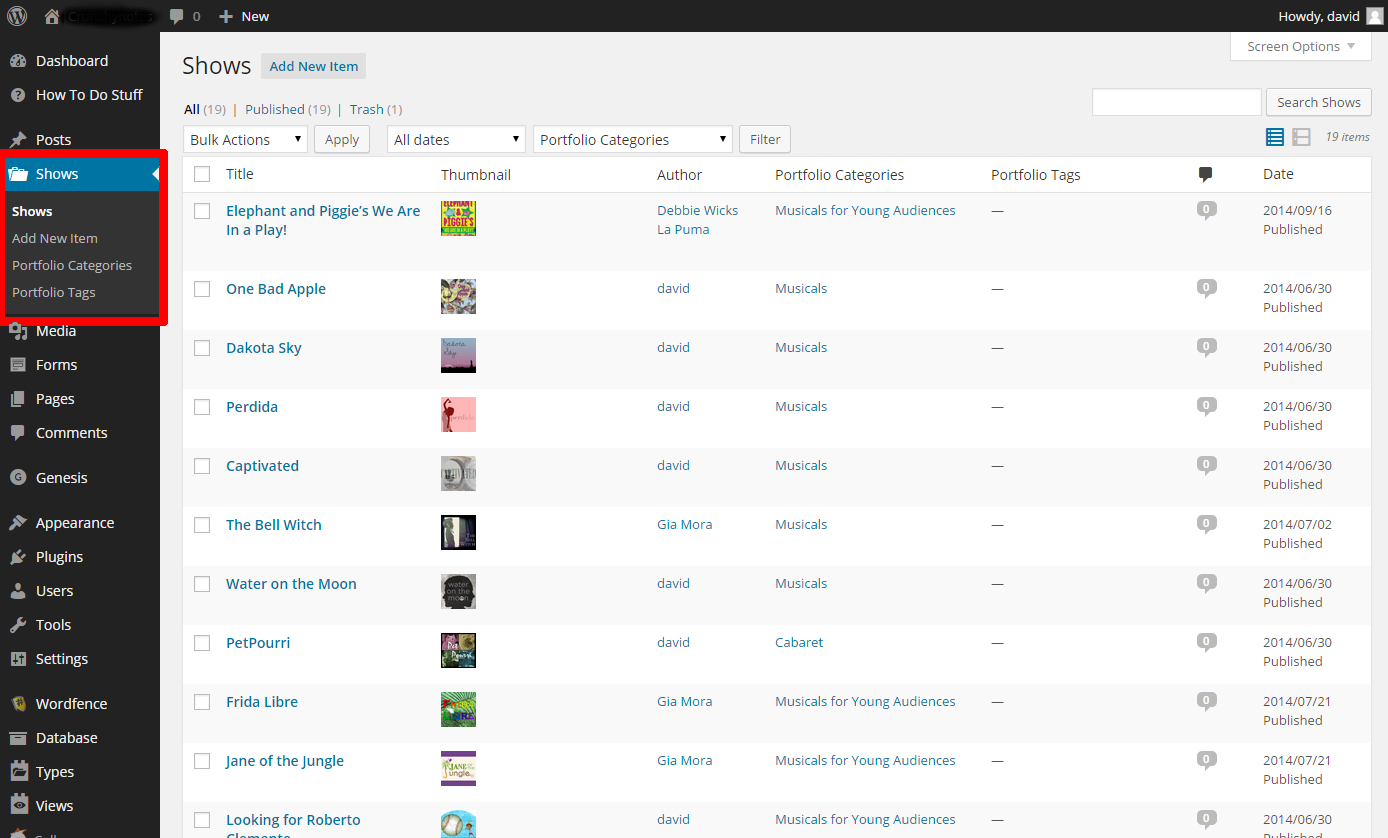 0 New Howdy, david
Screen Options
Dashboard
How To Do Stuff
Posts
Shows
Shows
Add New Item
Portfolio Categories
Portfolio Tags
Media
Forms
Pages
Comments
Genesis
Appearance
Plugins
Users
Tools
Settings
Wordfence
Database
Types
Views
Shows Add New Item
All (19) | Published (19) | Trash (1)
Search Shows
Bulk Actions Apply All dates Portfolio Categories Filter
19 items
Title Thumbnail Author Portfolio Categories Portfolio Tags Date
Elephant and Piggie’s We Are Debbie Wicks Musicals for Young Audiences — 0 2014/09/16
In a Play! La Puma Published
One Bad Apple david Musicals — 0 2014/06/30
Published
Dakota Sky david Musicals — 0 2014/06/30
Published
Perdida david Musicals — 0 2014/06/30
Published
Captivated david Musicals — 0 2014/06/30
Published
The Bell Witch Gia Mora Musicals — 0 2014/07/02
Published
Water on the Moon water on the moon david Musicals — 0 2014/06/30
Published
PetPourri david Cabaret — 0 2014/06/30
Published
Frida Libre Gia Mora Musicals for Young Audiences — 0 2014/07/21
Published
Jane of the Jungle Gia Mora Musicals for Young Audiences — 0 2014/07/21
Published
Looking for Roberto david Musicals for Young Audiences — 0 2014/06/30
Clemente Published